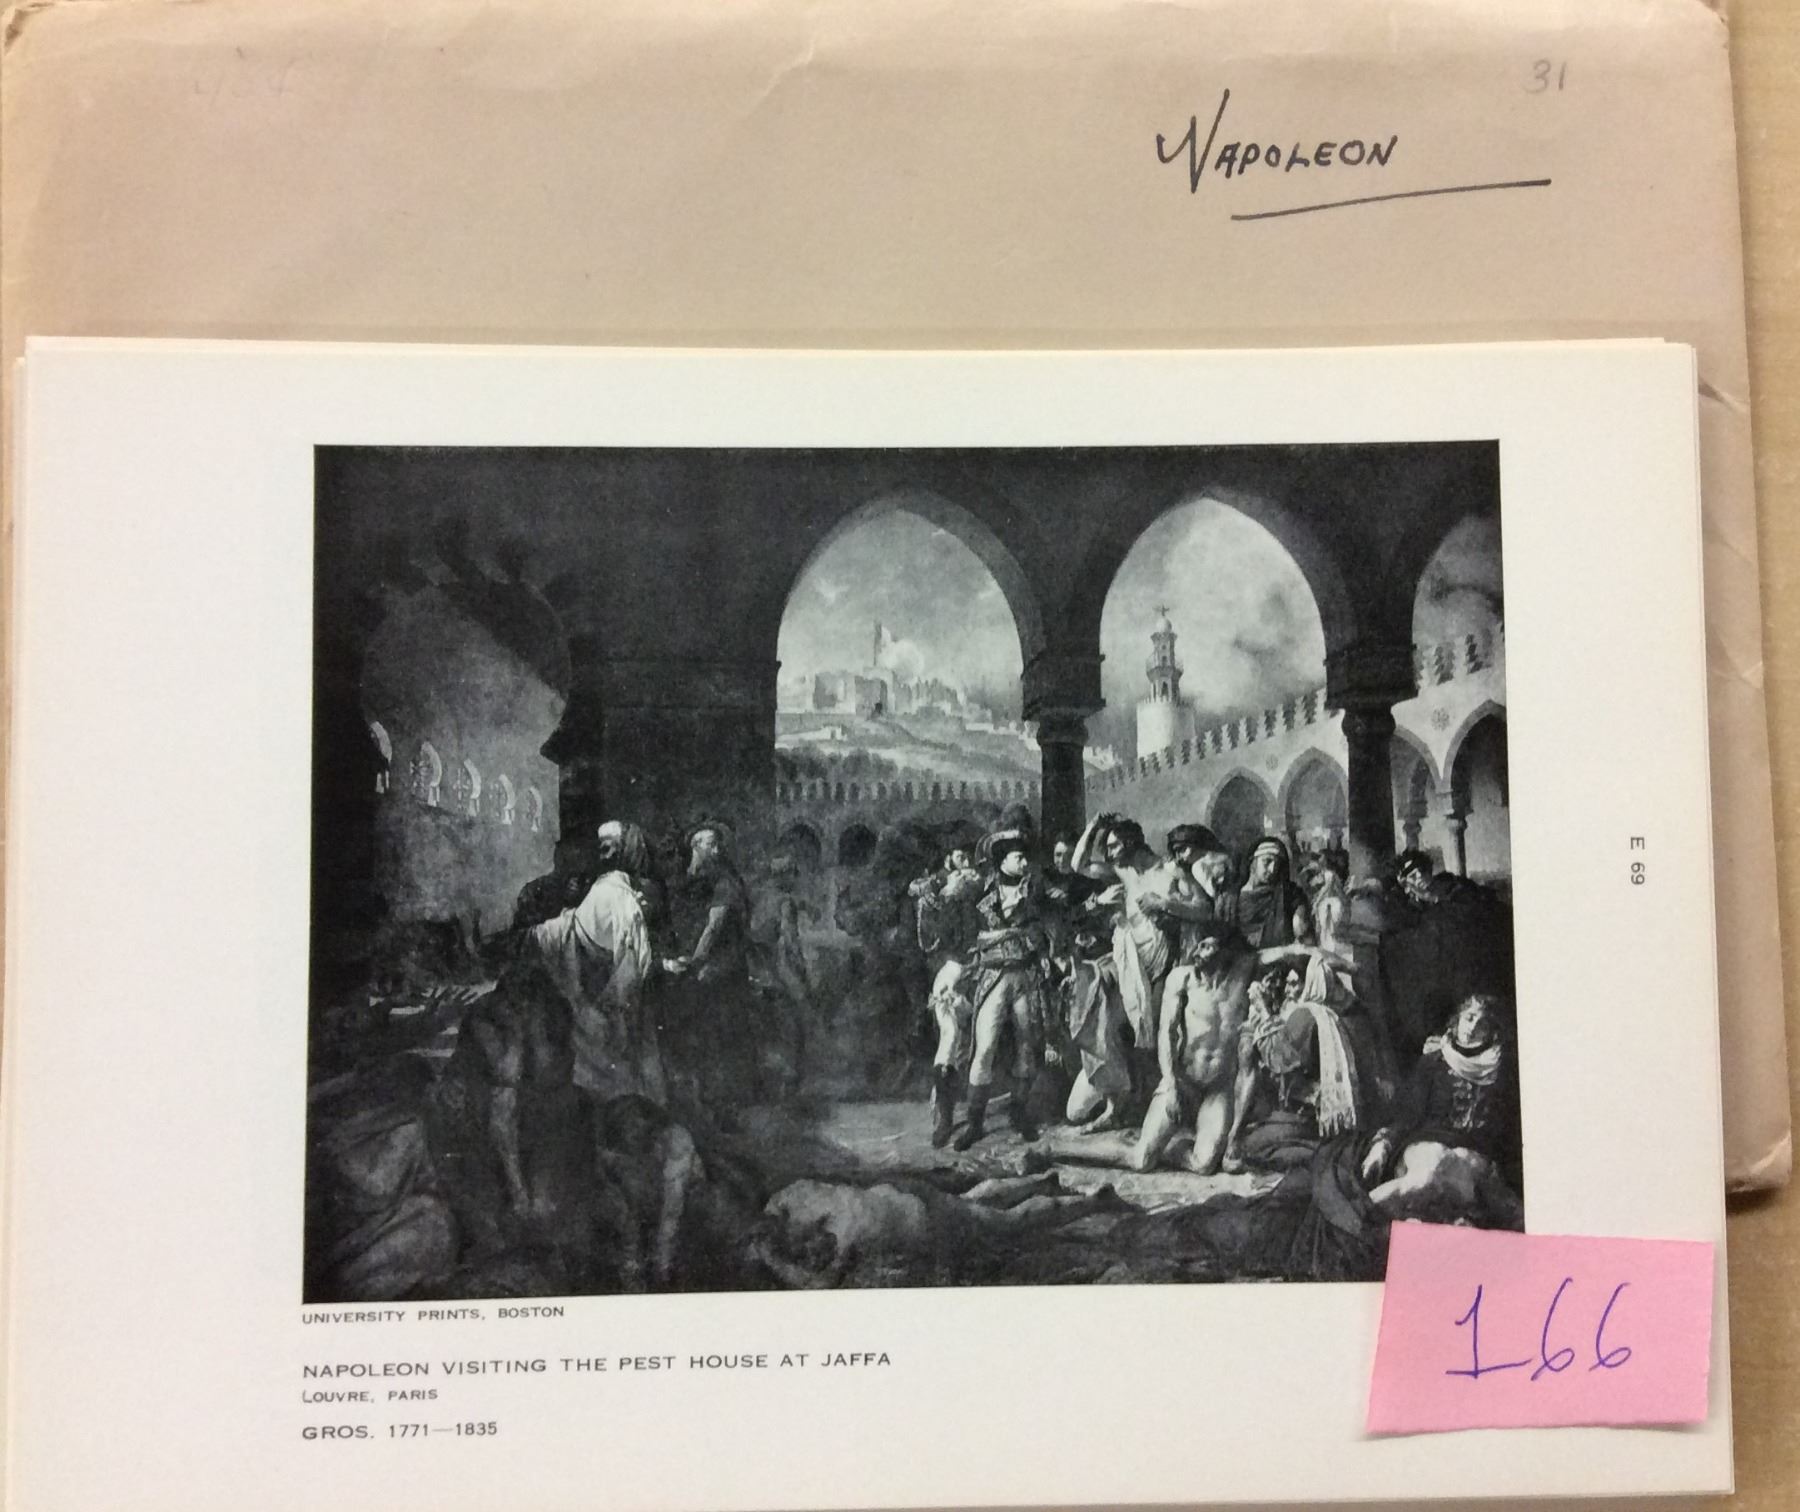 31
NAPOLEON
E 69
UNIVERSITY PRINTS, BOSTON
NAPOLEON VISITING THE PEST HOUSE AT JAFFA
LOUVRE, PARIS
GROS. 1771—1835
166